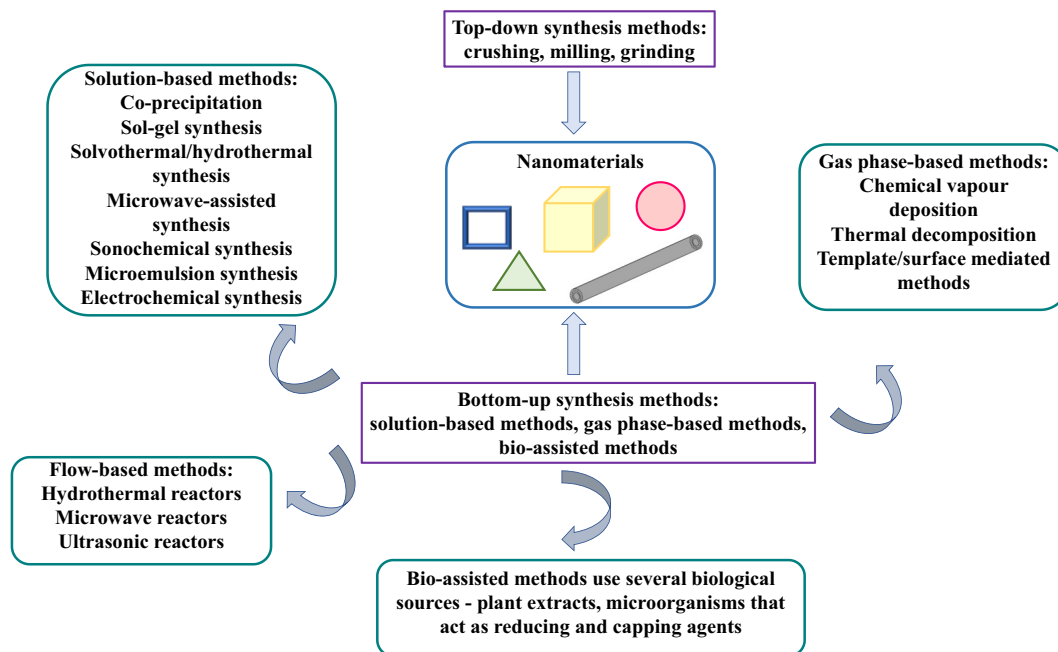 Top-down synthesis methods:
crushing, milling, grinding
Solution-based methods:
Co-precipitation
Sol-gel synthesis
Solvothermal/hydrothermal
synthesis
Microwave-assisted
synthesis
Sonochemical synthesis
Microemulsion synthesis
Electrochemical synthesis
Nanomaterials
Gas phase-based methods:
Chemical vapour
deposition
Thermal decomposition
Template/surface mediated
methods
Bottom-up synthesis methods:
solution-based methods, gas phase-based methods,
bio-assisted methods
Flow-based methods:
Hydrothermal reactors
Microwave reactors
Ultrasonic reactors
Bio-assisted methods use several biological
sources - plant extracts, microorganisms that
act as reducing and capping agents